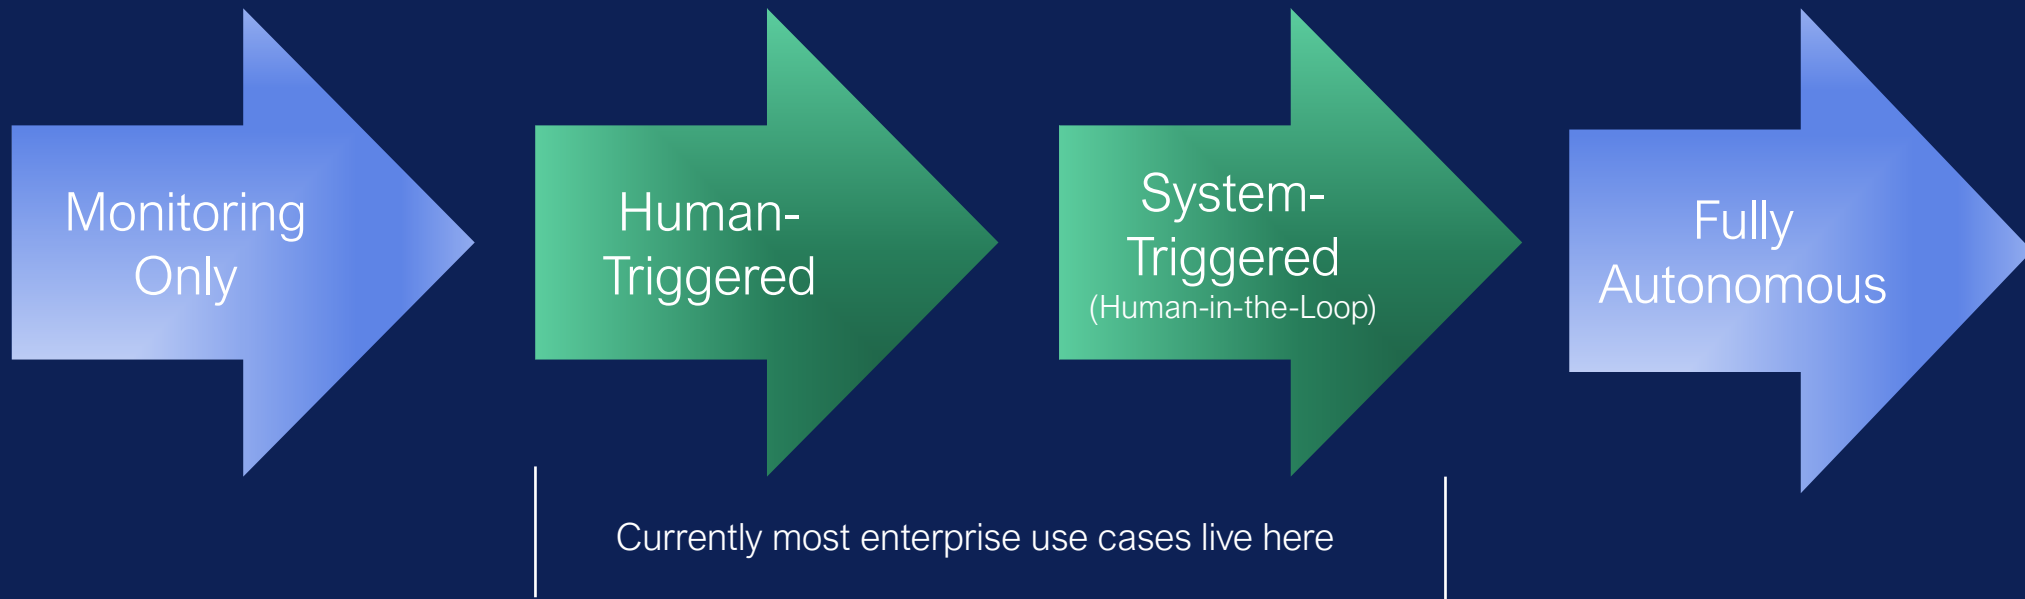 Monitoring
Only
Human-
Triggered
System-
Triggered
(Human-in-the-Loop)
Fully
Autonomous
Currently most enterprise use cases live here